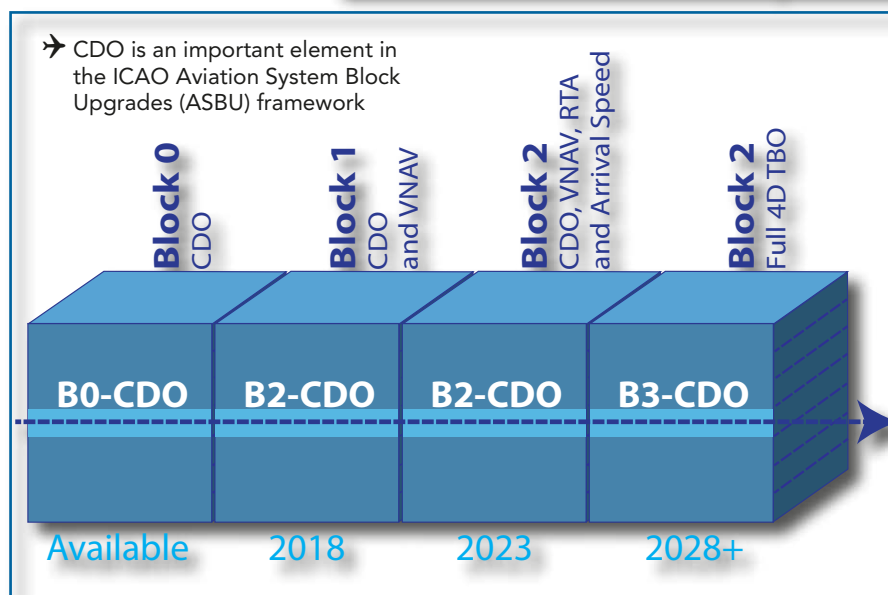 CDO is an important element in
the ICAO Aviation System Block
Upgrades (ASBU) framework
Block 0
CDO
Block 1
CDO
and VNAV
Block 2
CDO, VNAV, RTA
and Arrival Speed
Block 2
Full 4D TBO
B0-CDO
B2-CDO
B2-CDO
B3-CDO
Available
2018
2023
2028+